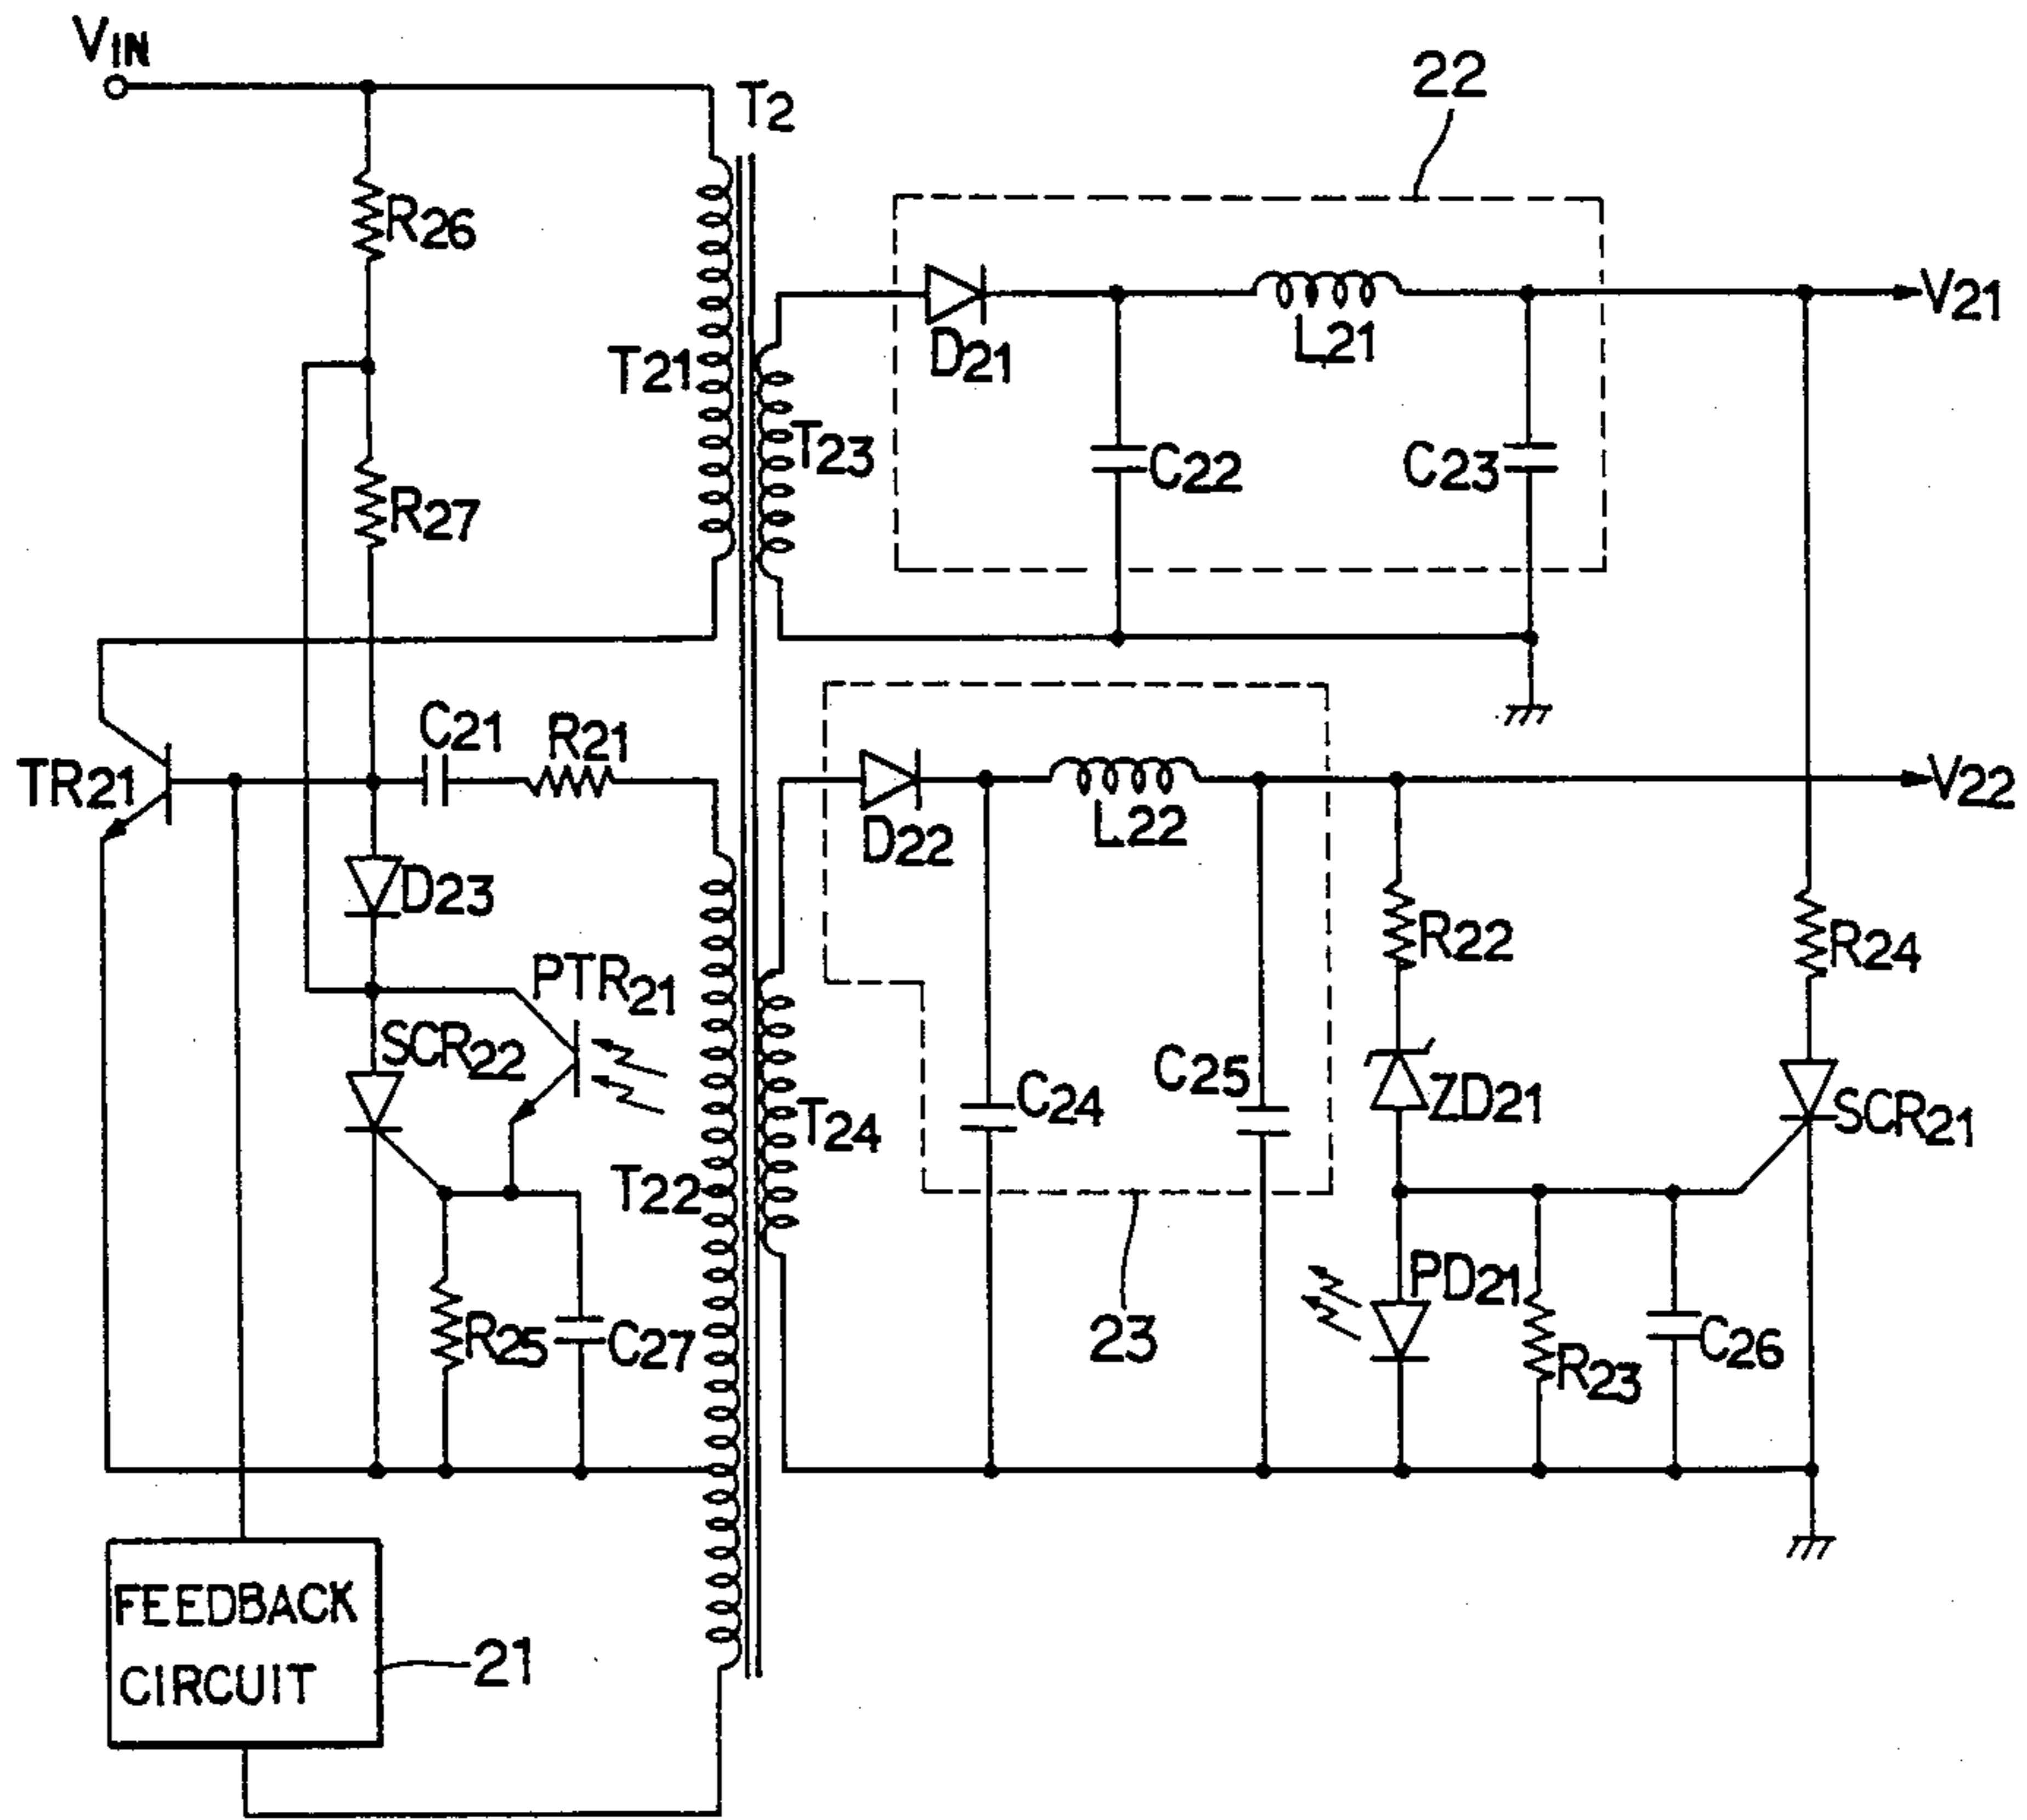 VIN
T2
22
R26
V21
D21
L21
T21
T23
C22
C23
R27
C21
R21
TR21
V22
D22
L22
D23
R22
R24
PTR21
SCR22
C24
C25
ZD21
SCR21
T24
T22
PD21
R25
C27
23
R23
C26
FEEDBACK
CIRCUIT
21